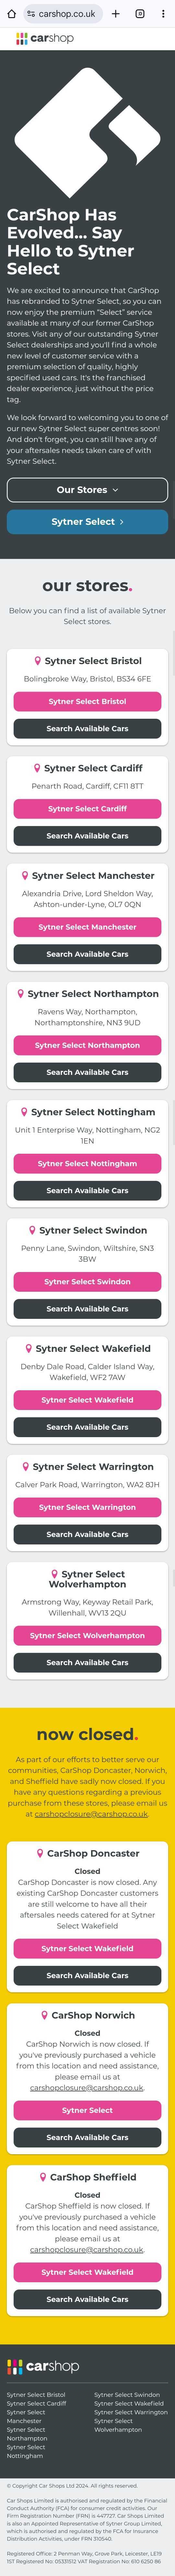 carshop.co.uk
carshop
CarShop Has
Evolved... Say
Hello to Sytner
Select
We are excited to announce that CarShop
has rebranded to Sytner Select, so you can
now enjoy the premium “Select” service
available at many of our former CarShop
stores. Visit any of our outstanding Sytner
Select dealerships and you'll find a whole
new level of customer service with a
premium selection of quality, highly
specified used cars. It's the franchised
dealer experience, just without the price
tag.
We look forward to welcoming you to one of
our new Sytner Select super centres soon!
And don't forget, you can still have any of
your aftersales needs taken care of with
Sytner Select.
Our Stores
Sytner Select
our stores.
Below you can find a list of available Sytner
Select stores.
Sytner Select Bristol
Bolingbroke Way, Bristol, BS34 6FE
Sytner Select Bristol
Search Available Cars
Sytner Select Cardiff
Penarth Road, Cardiff, CF11 8TT
Sytner Select Cardiff
Search Available Cars
Sytner Select Manchester
Alexandria Drive, Lord Sheldon Way,
Ashton-under-Lyne, OL7 0QN
Sytner Select Manchester
Search Available Cars
Sytner Select Northampton
Ravens Way, Northampton,
Northamptonshire, NN3 9UD
Sytner Select Northampton
Search Available Cars
Sytner Select Nottingham
Unit 1 Enterprise Way, Nottingham, NG2
1EN
Sytner Select Nottingham
Search Available Cars
Sytner Select Swindon
Penny Lane, Swindon, Wiltshire, SN3
3BW
Sytner Select Swindon
Search Available Cars
Sytner Select Wakefield
Denby Dale Road, Calder Island Way,
Wakefield, WF2 7AW
Sytner Select Wakefield
Search Available Cars
Sytner Select Warrington
Calver Park Road, Warrington, WA2 8JH
Sytner Select Warrington
Search Available Cars
Sytner Select
Wolverhampton
Armstrong Way, Keyway Retail Park,
Willenhall, WV13 2QU
Sytner Select Wolverhampton
Search Available Cars
now closed.
As part of our efforts to better serve our
communities, CarShop Doncaster, Norwich,
and Sheffield have sadly now closed. If you
have any questions regarding a previous
purchase from these stores, please email us
at carshopclosure@carshop.co.uk.
CarShop Doncaster
Closed
CarShop Doncaster is now closed. Any
existing CarShop Doncaster customers
are still welcome to have all their
aftersales needs catered for at Sytner
Select Wakefield
Sytner Select Wakefield
Search Available Cars
CarShop Norwich
Closed
CarShop Norwich is now closed. If
you've previously purchased a vehicle
from this location and need assistance,
please email us at
carshopclosure@carshop.co.uk.
Sytner Select
Search Available Cars
CarShop Sheffield
Closed
CarShop Sheffield is now closed. If
you've previously purchased a vehicle
from this location and need assistance,
please email us at
carshopclosure@carshop.co.uk.
Sytner Select Wakefield
Search Available Cars
carshop
Sytner Select Bristol
Sytner Select Cardiff
Sytner Select
Manchester
Sytner Select
Northampton
Sytner Select
Nottingham
Sytner Select Swindon
Sytner Select Wakefield
Sytner Select Warrington
Sytner Select
Wolverhampton
© Copyright Car Shops Ltd 2024. All rights reserved.
Car Shops Limited is authorised and regulated by the Financial
Conduct Authority (FCA) for consumer credit activities. Our
Firm Registration Number (FRN) is 447727. Car Shops Limited
is also an Appointed Representative of Sytner Group Limited,
which is authorised and regulated by the FCA for Insurance
Distribution Activities, under FRN 310540.
Registered Office: 2 Penman Way, Grove Park, Leicester, LE19
1ST Registered No: 05331512 VAT Registration No: 610 6250 86